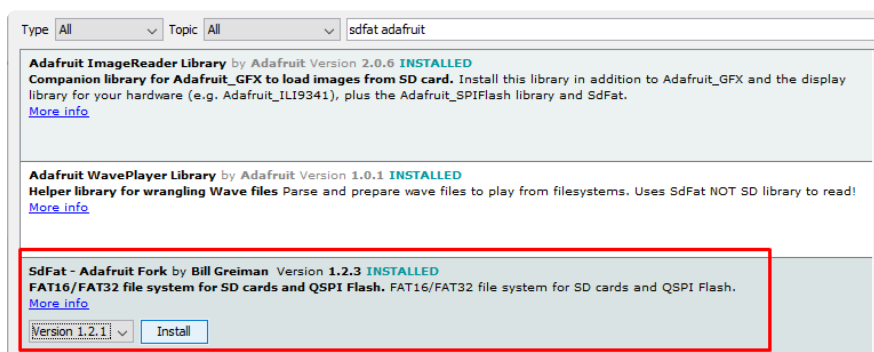 Type All Topic All sdfat adafruit
Adafruit ImageReader Library by Adafruit Version 2.0.6 INSTALLED
Companion library for Adafruit_GFX to load images from SD card. Install this library in addition to Adafruit_GFX and the display
library for your hardware (e.g. Adafruit_ILI9341), plus the Adafruit_SPIFlash library and SdFat.
More info
Adafruit WavePlayer Library by Adafruit Version 1.0.1 INSTALLED
Helper library for wrangling Wave files Parse and prepare wave files to play from filesystems. Uses SdFat NOT SD library to read!
More info
SdFat - Adafruit Fork by Bill Greiman Version 1.2.3 INSTALLED
FAT16/FAT32 file system for SD cards and QSPI Flash. FAT16/FAT32 file system for SD cards and QSPI Flash.
More info
Version 1.2.1 Install